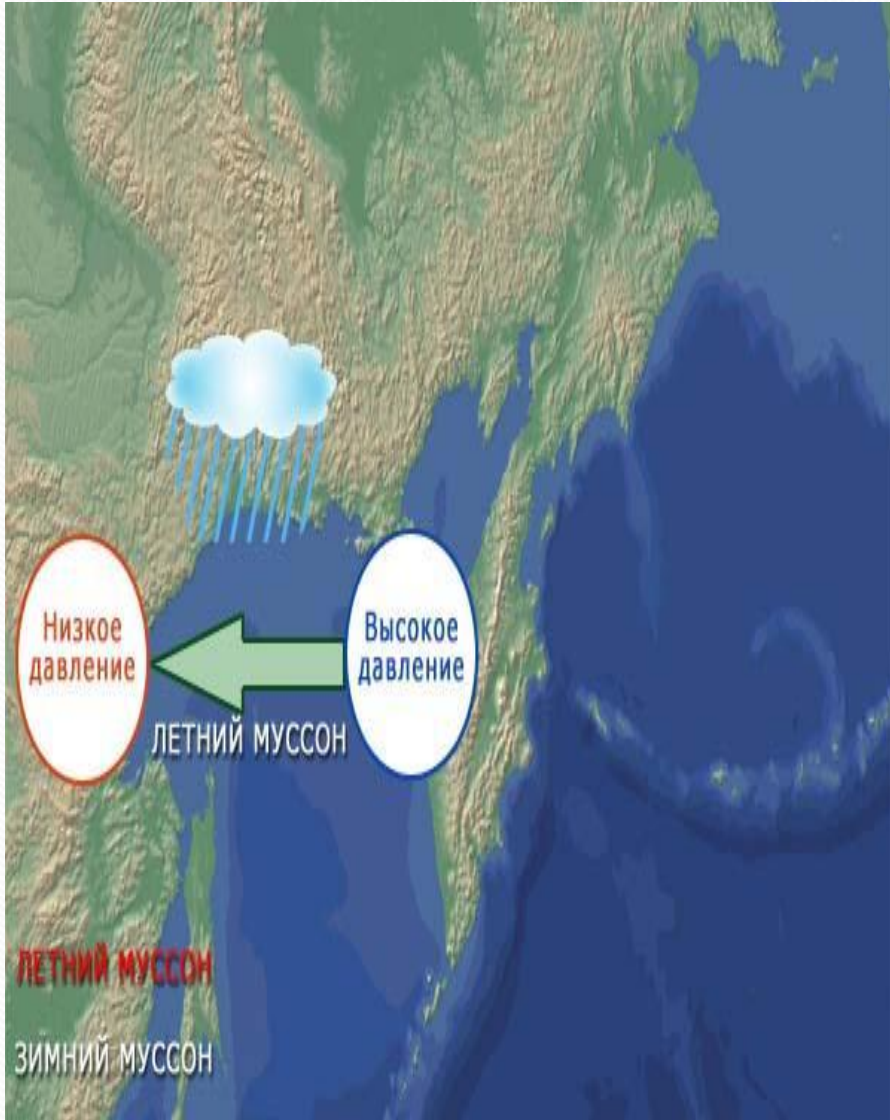 Низкое
давление
Высокое
давление
ЛЕТНИЙ МУССОН
ЛЕТНИЙ МУССОН
ЗИМНИЙ МУССОН